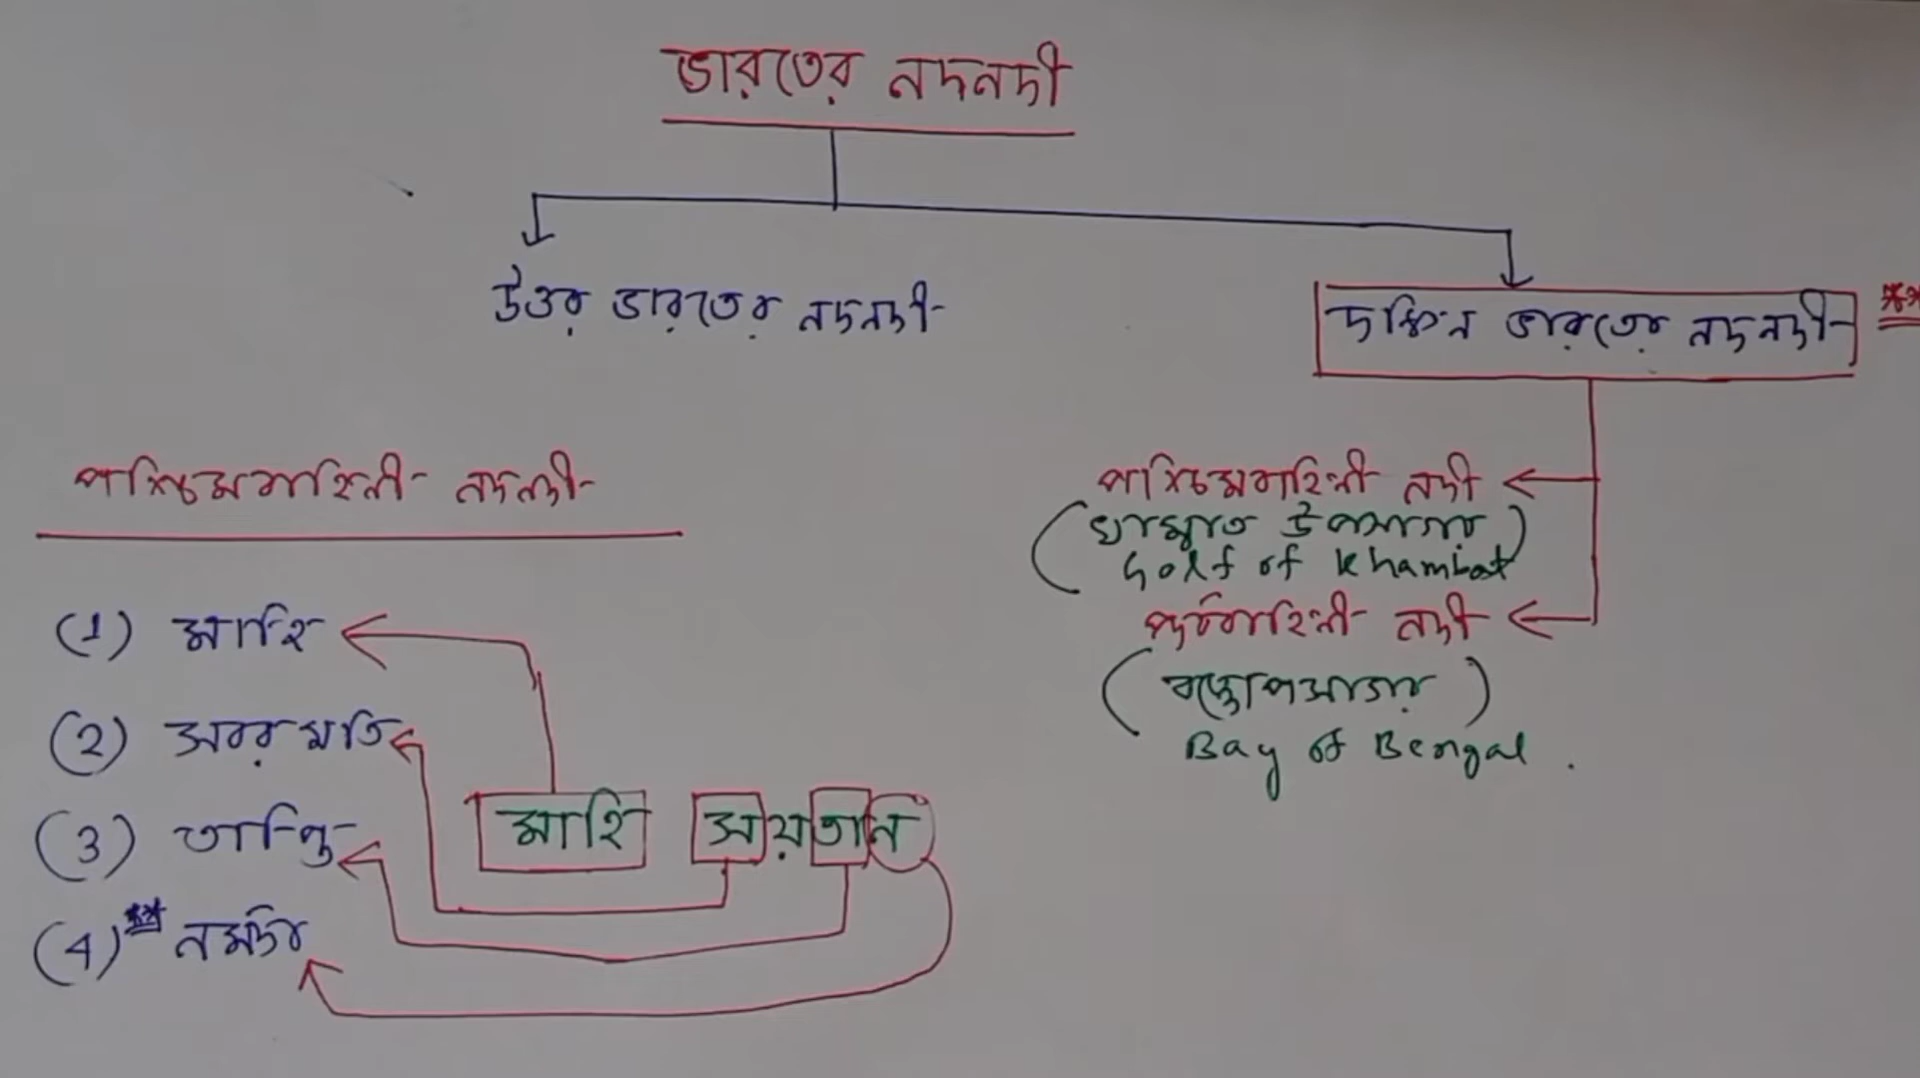 ভারতের নদনদী
উত্তর ভারতের নদনদী
দক্ষিন ভারতের নদনদী
পশ্চিমবাহিনী নদী
(খাম্বাত উপসাগর)
Golf of Khambat
পূর্ববাহিনী নদী
(বঙ্গোপসাগর)
Bay of Bengal.
পশ্চিমবাহিনী নদনদী
(1) মাহি
(2) সবরমতি
(3) তাপ্তি
(4) ** নর্মদা
মাহি সয়তান